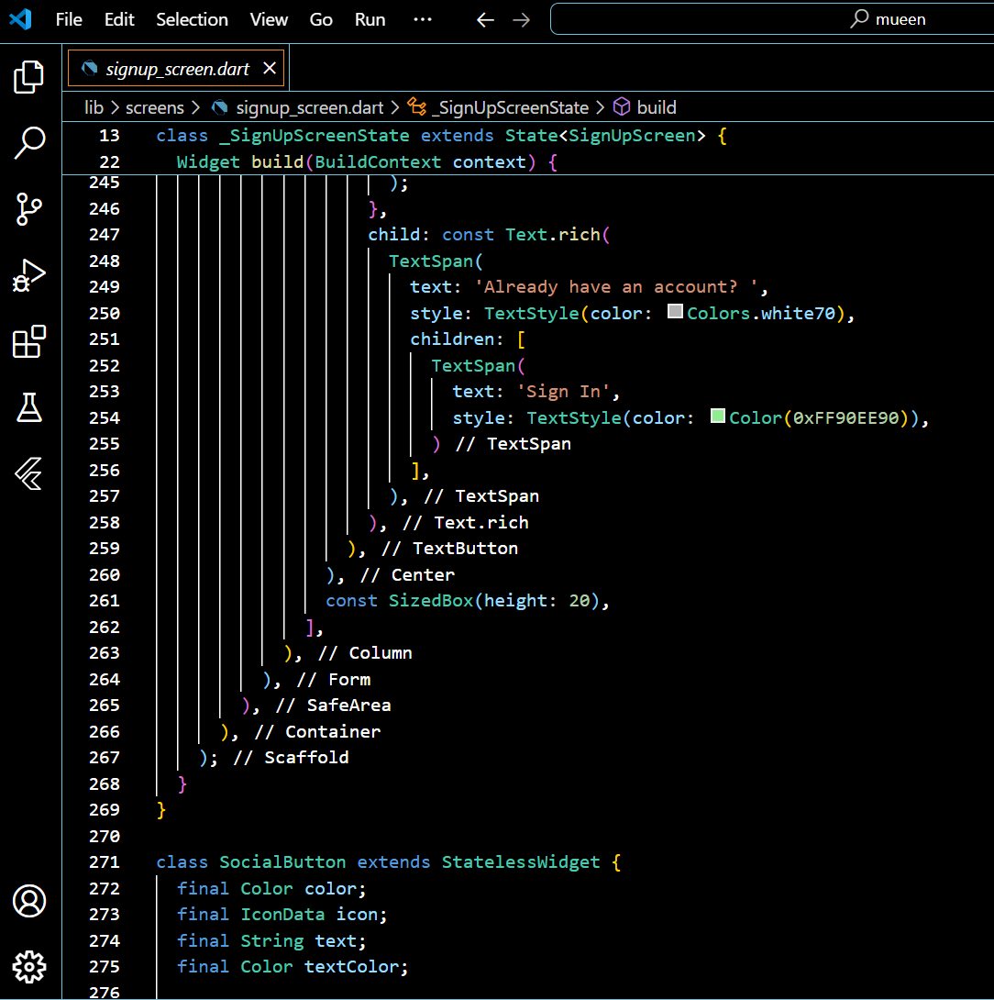 File Edit Selection View Go Run ··· mueen
signup_screen.dart
lib > screens > signup_screen.dart > _SignUpScreenState > build
13 class _SignUpScreenState extends State<SignUpScreen> {
22 Widget build(BuildContext context) {
245 );
246 },
247 child: const Text.rich(
248 TextSpan(
249 text: 'Already have an account? ',
250 style: TextStyle(color: Colors.white70),
251 children: [
252 TextSpan(
253 text: 'Sign In',
254 style: TextStyle(color: Color(0xFF90EE90)),
255 ) // TextSpan
256 ],
257 ), // TextSpan
258 ), // Text.rich
259 ), // TextButton
260 ), // Center
261 const SizedBox(height: 20),
262 ],
263 ), // Column
264 ), // Form
265 ), // SafeArea
266 ), // Container
267 ); // Scaffold
268 }
269 }
270
271 class SocialButton extends StatelessWidget {
272 final Color color;
273 final IconData icon;
274 final String text;
275 final Color textColor;
276